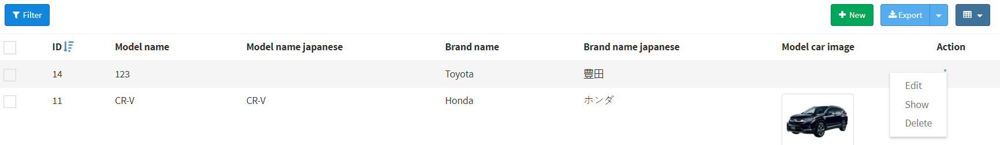 Filter
New
Export
ID Model name Model name japanese Brand name Brand name japanese Model car image Action
14 123 Toyota 豊田
11 CR-V CR-V Honda ホンダ
Edit
Show
Delete